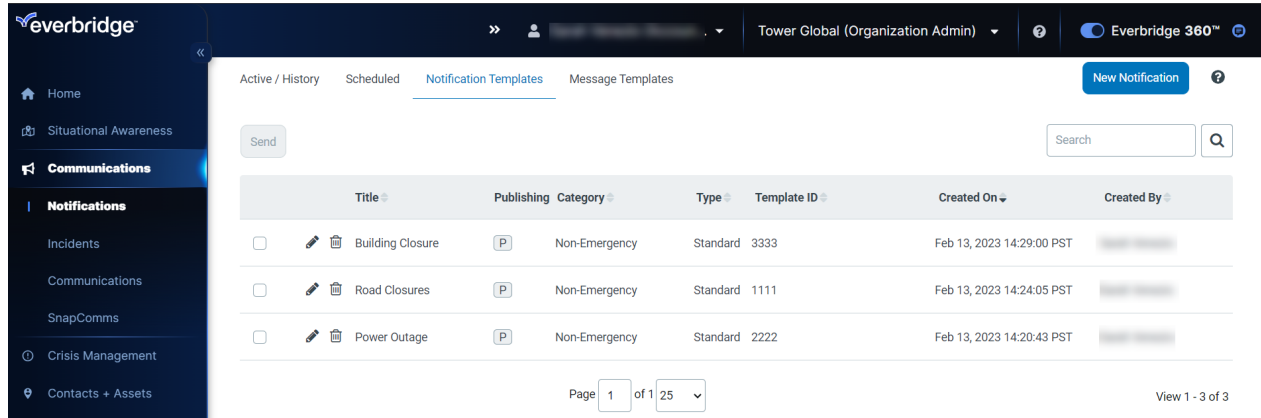 everbridge™
»
Tower Global (Organization Admin)
Everbridge 360™
«
Home
Situational Awareness
Communications
Notifications
Incidents
Communications
SnapComms
Crisis Management
Contacts + Assets
Active / History Scheduled Notification Templates Message Templates
New Notification
Send
Search
Title Publishing Category Type Template ID Created On Created By
Building Closure P Non-Emergency Standard 3333 Feb 13, 2023 14:29:00 PST
Road Closures P Non-Emergency Standard 1111 Feb 13, 2023 14:24:05 PST
Power Outage P Non-Emergency Standard 2222 Feb 13, 2023 14:20:43 PST
Page 1 of 1 25
View 1 - 3 of 3